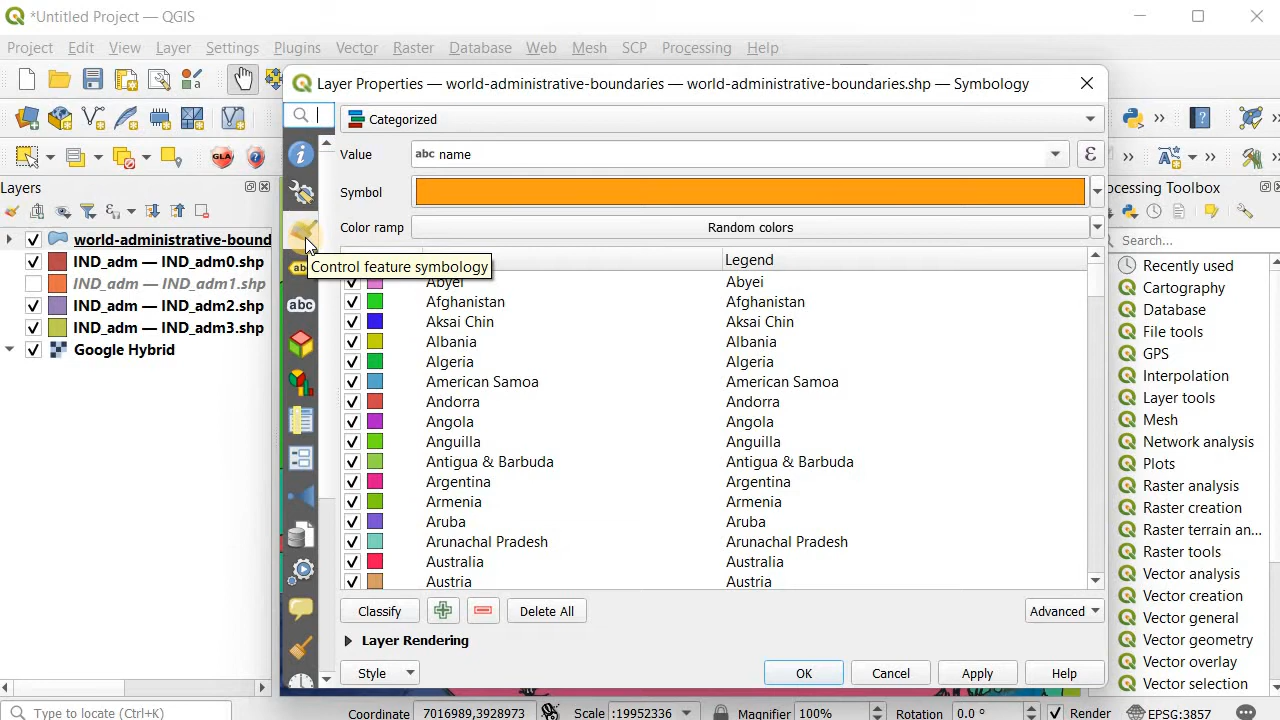 *Untitled Project — QGIS
Project Edit View Layer Settings Plugins Vector Raster Database Web Mesh SCP Processing Help
Layer Properties — world-administrative-boundaries — world-administrative-boundaries.shp — Symbology
Categorized
Value abc name ε
Symbol
Color ramp Random colors
Legend
Layers
world-administrative-bound
IND_adm — IND_adm0.shp
IND_adm — IND_adm1.shp
IND_adm — IND_adm2.shp
IND_adm — IND_adm3.shp
Google Hybrid
GLA
abc
Control feature symbology
Abyei Abyei
Afghanistan Afghanistan
Aksai Chin Aksai Chin
Albania Albania
Algeria Algeria
American Samoa American Samoa
Andorra Andorra
Angola Angola
Anguilla Anguilla
Antigua & Barbuda Antigua & Barbuda
Argentina Argentina
Armenia Armenia
Aruba Aruba
Arunachal Pradesh Arunachal Pradesh
Australia Australia
Austria Austria
Classify Delete All Advanced
Layer Rendering
Style OK Cancel Apply Help
ocessing Toolbox
Search...
Recently used
Cartography
Database
File tools
GPS
Interpolation
Layer tools
Mesh
Network analysis
Plots
Raster analysis
Raster creation
Raster terrain an...
Raster tools
Vector analysis
Vector creation
Vector general
Vector geometry
Vector overlay
Vector selection
Type to locate (Ctrl+K) Coordinate 7016989,3928973 Scale :19952336 Magnifier 100% Rotation 0.0 ° Render EPSG:3857